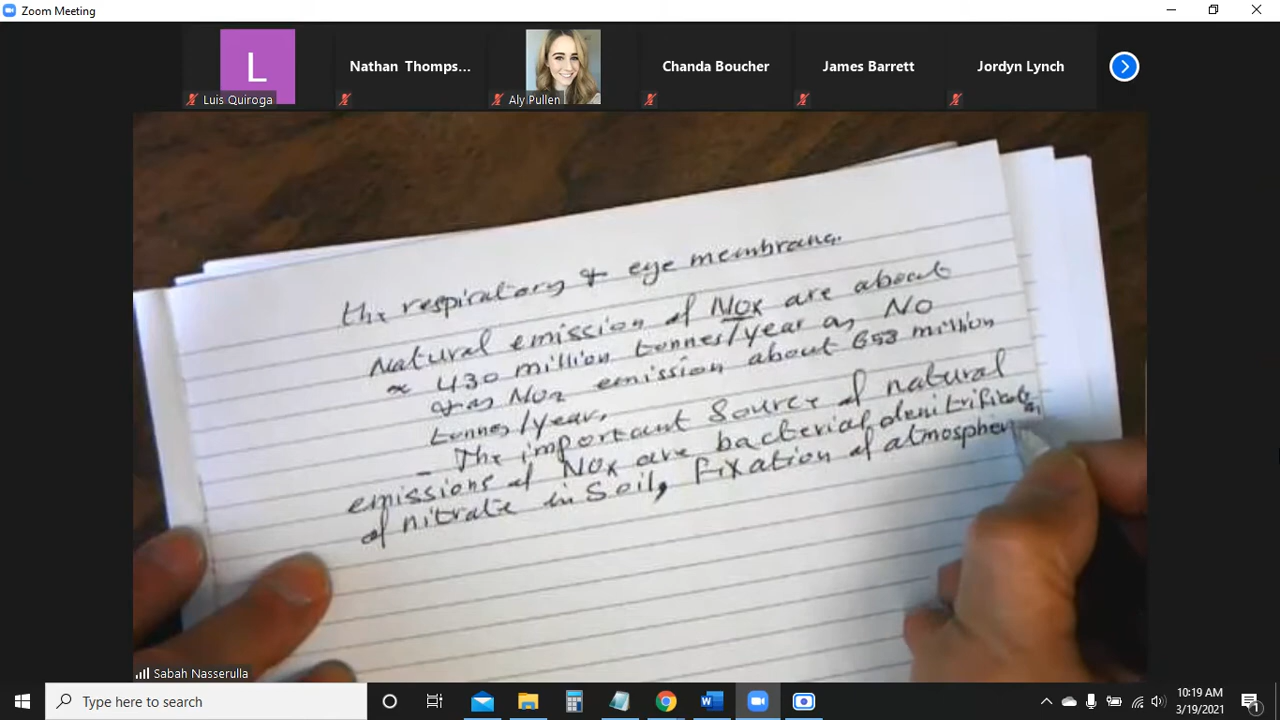 Zoom Meeting
L
Luis Quiroga
Nathan Thomps...
Aly Pullen
Chanda Boucher
James Barrett
Jordyn Lynch
the respiratory & eye membrane.
Natural emission of NOx are about
≈ 430 million tonnes/year as NO
& as NO2 emission about 653 million
tonnes/year.
- The important Source of natural
emissions of NOx are bacterial denitrification
of nitrate in Soil, Fixation of atmospher
Sabah Nasserulla
Type here to search
10:19 AM
3/19/2021
1